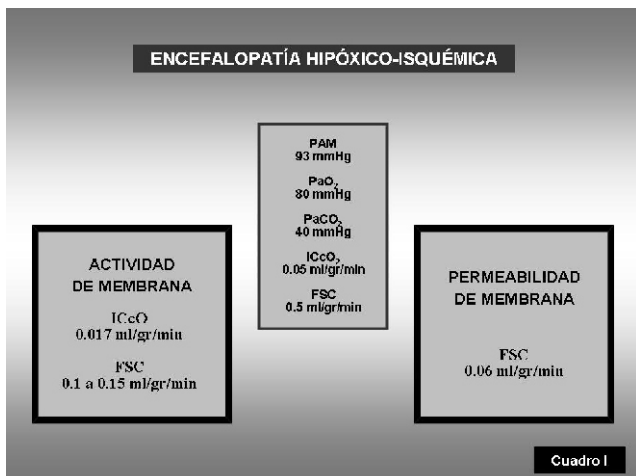 ENCEFALOPATÍA HIPÓXICO-ISQUÉMICA
PAM
93 mmHg
PaO₂
80 mmHg
PaCO₂
40 mmHg
ICcO₂
0.05 ml/gr/min
FSC
0.5 ml/gr/min
ACTIVIDAD
DE MEMBRANA
ICcO
0.017 ml/gr/min
FSC
0.1 a 0.15 ml/gr/min
PERMEABILIDAD
DE MEMBRANA
FSC
0.06 ml/gr/min
Cuadro I